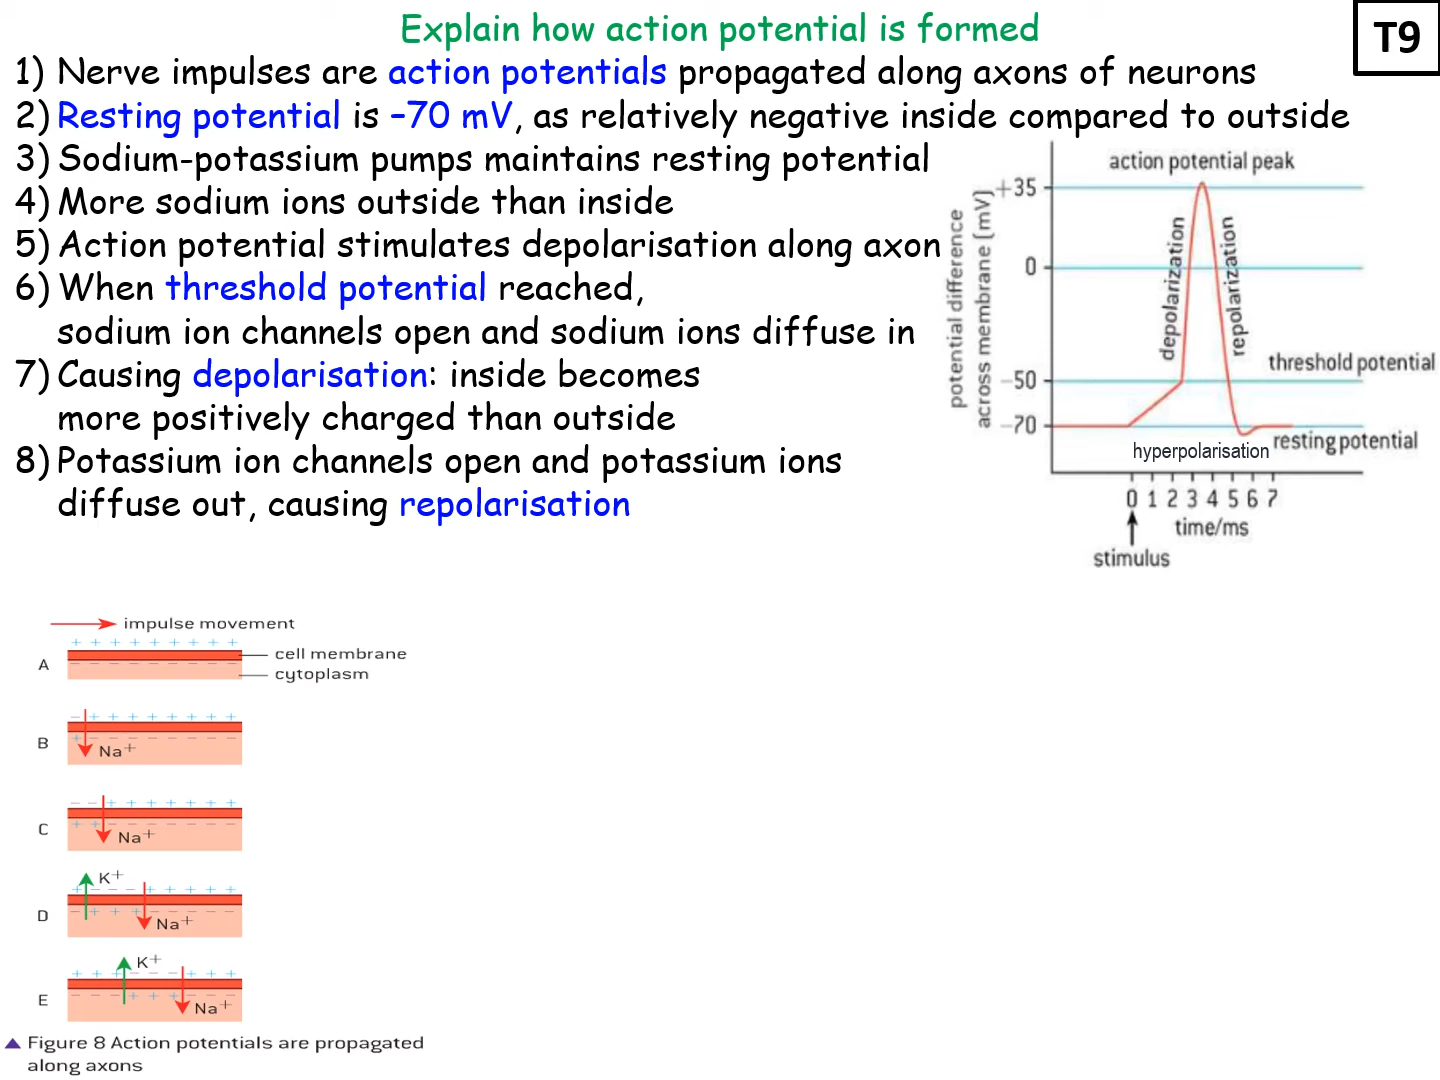 Explain how action potential is formed
T9
1) Nerve impulses are action potentials propagated along axons of neurons
2) Resting potential is –70 mV, as relatively negative inside compared to outside
3) Sodium-potassium pumps maintains resting potential
4) More sodium ions outside than inside
5) Action potential stimulates depolarisation along axon
6) When threshold potential reached,
sodium ion channels open and sodium ions diffuse in
7) Causing depolarisation: inside becomes
more positively charged than outside
8) Potassium ion channels open and potassium ions
diffuse out, causing repolarisation
action potential peak
potential difference
across membrane (mV)
+35
0
−50
−70
depolarization
repolarization
threshold potential
hyperpolarisation
resting potential
0 1 2 3 4 5 6 7
time/ms
stimulus
impulse movement
+ + + + + + + + +
A
cell membrane
cytoplasm
B
Na+
C
Na+
K+
D
Na+
K+
E
Na+
Figure 8 Action potentials are propagated
along axons